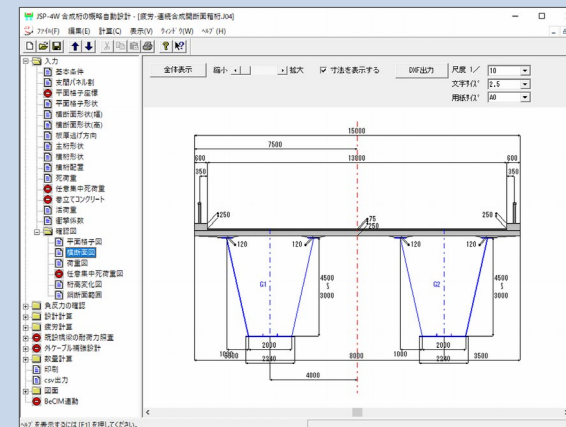 JSP-4W 合成桁の概略自動設計 - [疲労-連続合成開断面箱桁.J04]
ファイル(F) 編集(E) 計算(C) 表示(V) ウィンドウ(W) ヘルプ(H)
入力
基本条件
支間パネル割
平面格子座標
平面格子形状
横断面形状(幅)
横断面形状(高)
板厚逃げ方向
主桁形状
横桁形状
横桁配置
死荷重
任意集中死荷重
巻立てコンクリート
活荷重
衝撃係数
確認図
平面格子図
横断面図
荷重図
任意集中死荷重図
桁高変化図
鋼断面範囲
負反力の確認
設計計算
疲労計算
既設橋梁の耐荷力照査
外ケーブル補強設計
数量計算
印刷
csv出力
図面
BeCIM連動
全体表示 縮小 拡大 寸法を表示する DXF出力 尺度 1/ 10
文字サイズ 2.5
用紙サイズ A0
15000
7500
600 13800 600
350 350
250 75 250
250
120 120 120 120
G1 4500 G2 4500
3000 3000
2030 2030
1000 1000
2240 8000 2240 3500
4000
ヘルプを表示するには [F1] を押してください。